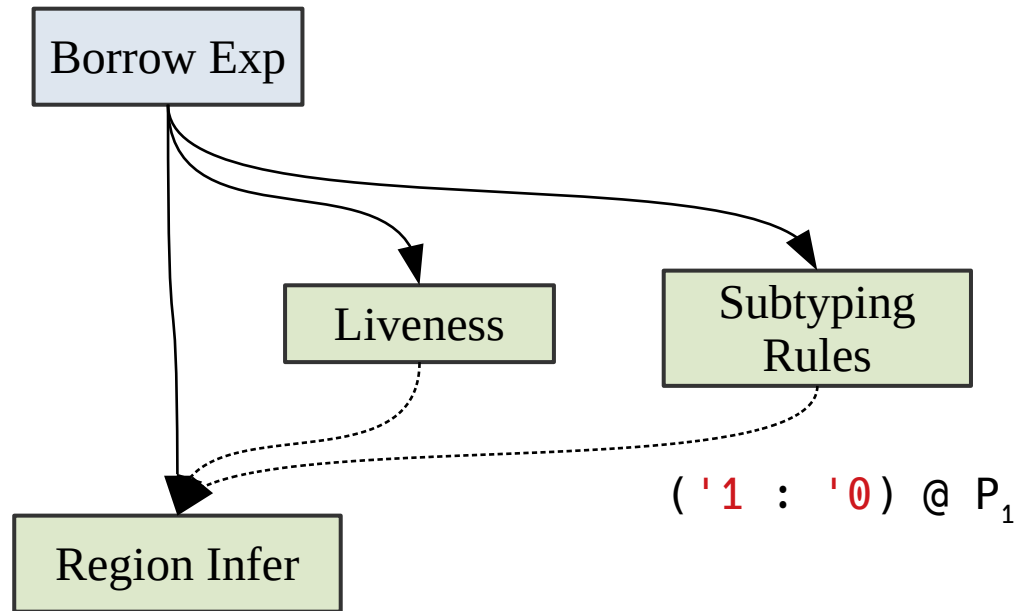 Borrow Exp
Liveness
Subtyping
Rules
('1 : '0) @ P₁
Region Infer